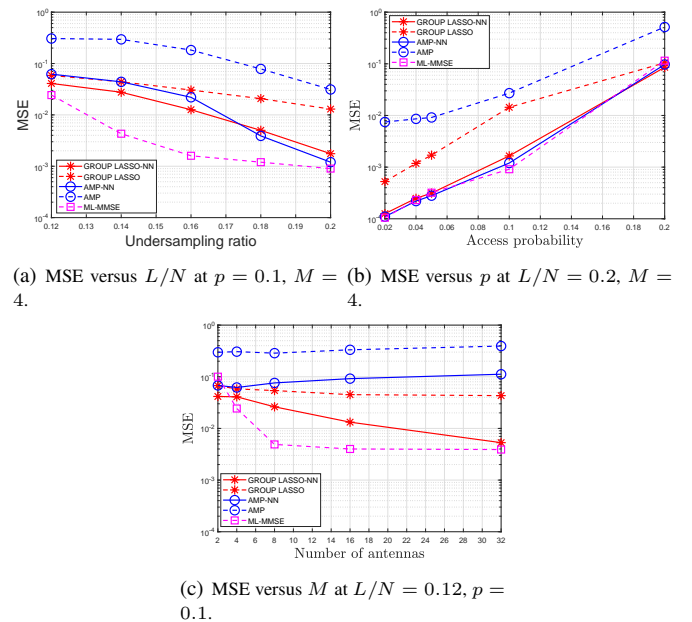 10^0
10^-1
10^-2
10^-3
10^-4
MSE
GROUP LASSO-NN
GROUP LASSO
AMP-NN
AMP
ML-MMSE
0.12 0.13 0.14 0.15 0.16 0.17 0.18 0.19 0.2
Undersampling ratio
10^0
10^-1
10^-2
10^-3
10^-4
MSE
GROUP LASSO-NN
GROUP LASSO
AMP-NN
AMP
ML-MMSE
0.02 0.04 0.06 0.08 0.1 0.12 0.14 0.16 0.18 0.2
Access probability
(a) MSE versus L/N at p = 0.1, M =
4.
(b) MSE versus p at L/N = 0.2, M =
4.
10^0
10^-1
10^-2
10^-3
10^-4
MSE
GROUP LASSO-NN
GROUP LASSO
AMP-NN
AMP
ML-MMSE
2 4 6 8 10 12 14 16 18 20 22 24 26 28 30 32
Number of antennas
(c) MSE versus M at L/N = 0.12, p =
0.1.